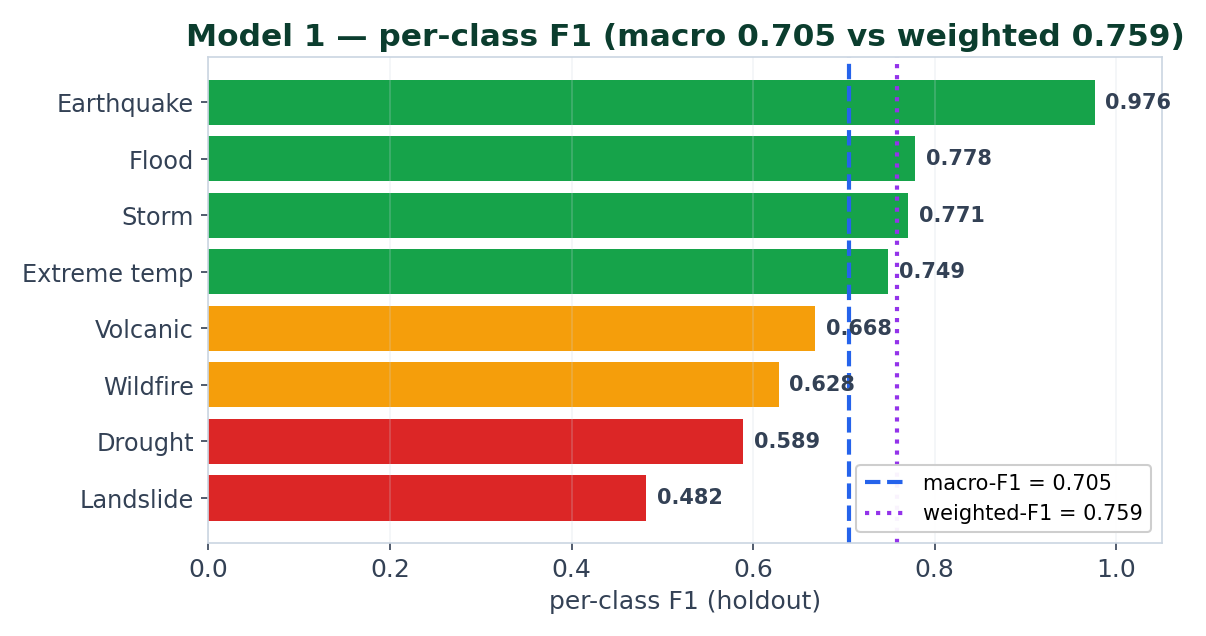 Model 1 — per-class F1 (macro 0.705 vs weighted 0.759)
Earthquake 0.976
Flood 0.778
Storm 0.771
Extreme temp 0.749
Volcanic 0.668
Wildfire 0.628
Drought 0.589
Landslide 0.482
macro-F1 = 0.705
weighted-F1 = 0.759
0.0 0.2 0.4 0.6 0.8 1.0
per-class F1 (holdout)